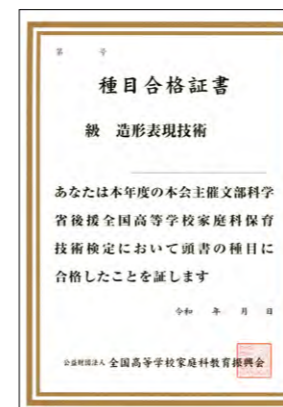 第　号
種目合格証書
級　造形表現技術
あなたは本年度の本会主催文部科学
省後援全国高等学校家庭科保育
技術検定において頭書の種目に
合格したことを証します
令和　年　月　日
公益財団法人 全国高等学校家庭科教育振興会